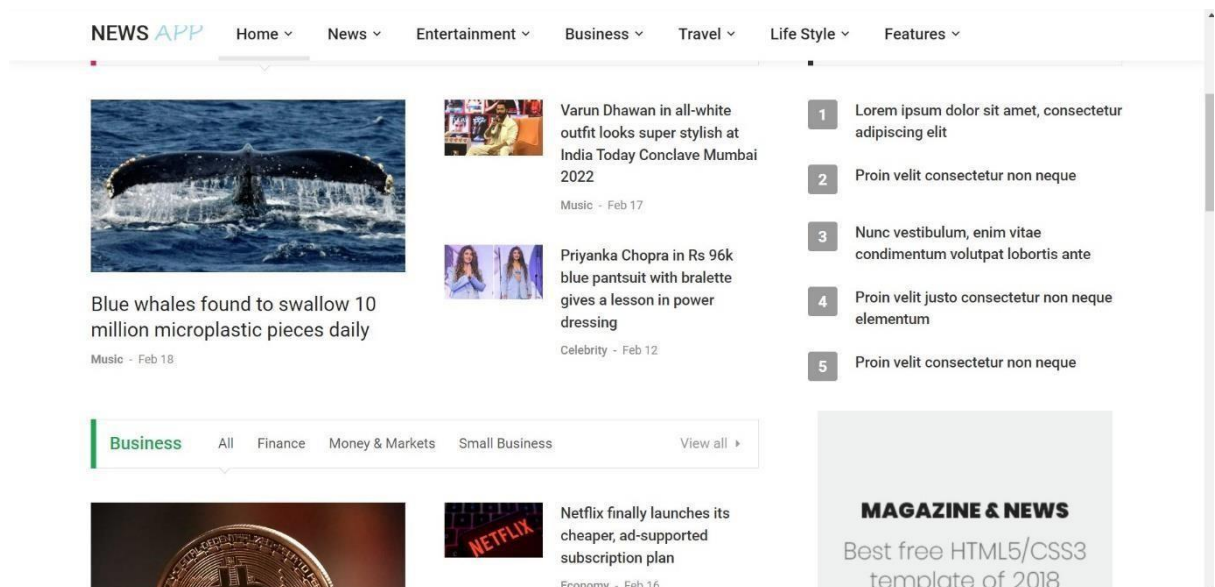 NEWS APP
Home
News
Entertainment
Business
Travel
Life Style
Features
Blue whales found to swallow 10
million microplastic pieces daily
Music - Feb 18
Varun Dhawan in all-white
outfit looks super stylish at
India Today Conclave Mumbai
2022
Music - Feb 17
Priyanka Chopra in Rs 96k
blue pantsuit with bralette
gives a lesson in power
dressing
Celebrity - Feb 12
1 Lorem ipsum dolor sit amet, consectetur
adipiscing elit
2 Proin velit consectetur non neque
3 Nunc vestibulum, enim vitae
condimentum volutpat lobortis ante
4 Proin velit justo consectetur non neque
elementum
5 Proin velit consectetur non neque
Business
All
Finance
Money & Markets
Small Business
View all
NETFLIX
Netflix finally launches its
cheaper, ad-supported
subscription plan
Economy - Feb 16
MAGAZINE & NEWS
Best free HTML5/CSS3
template of 2018